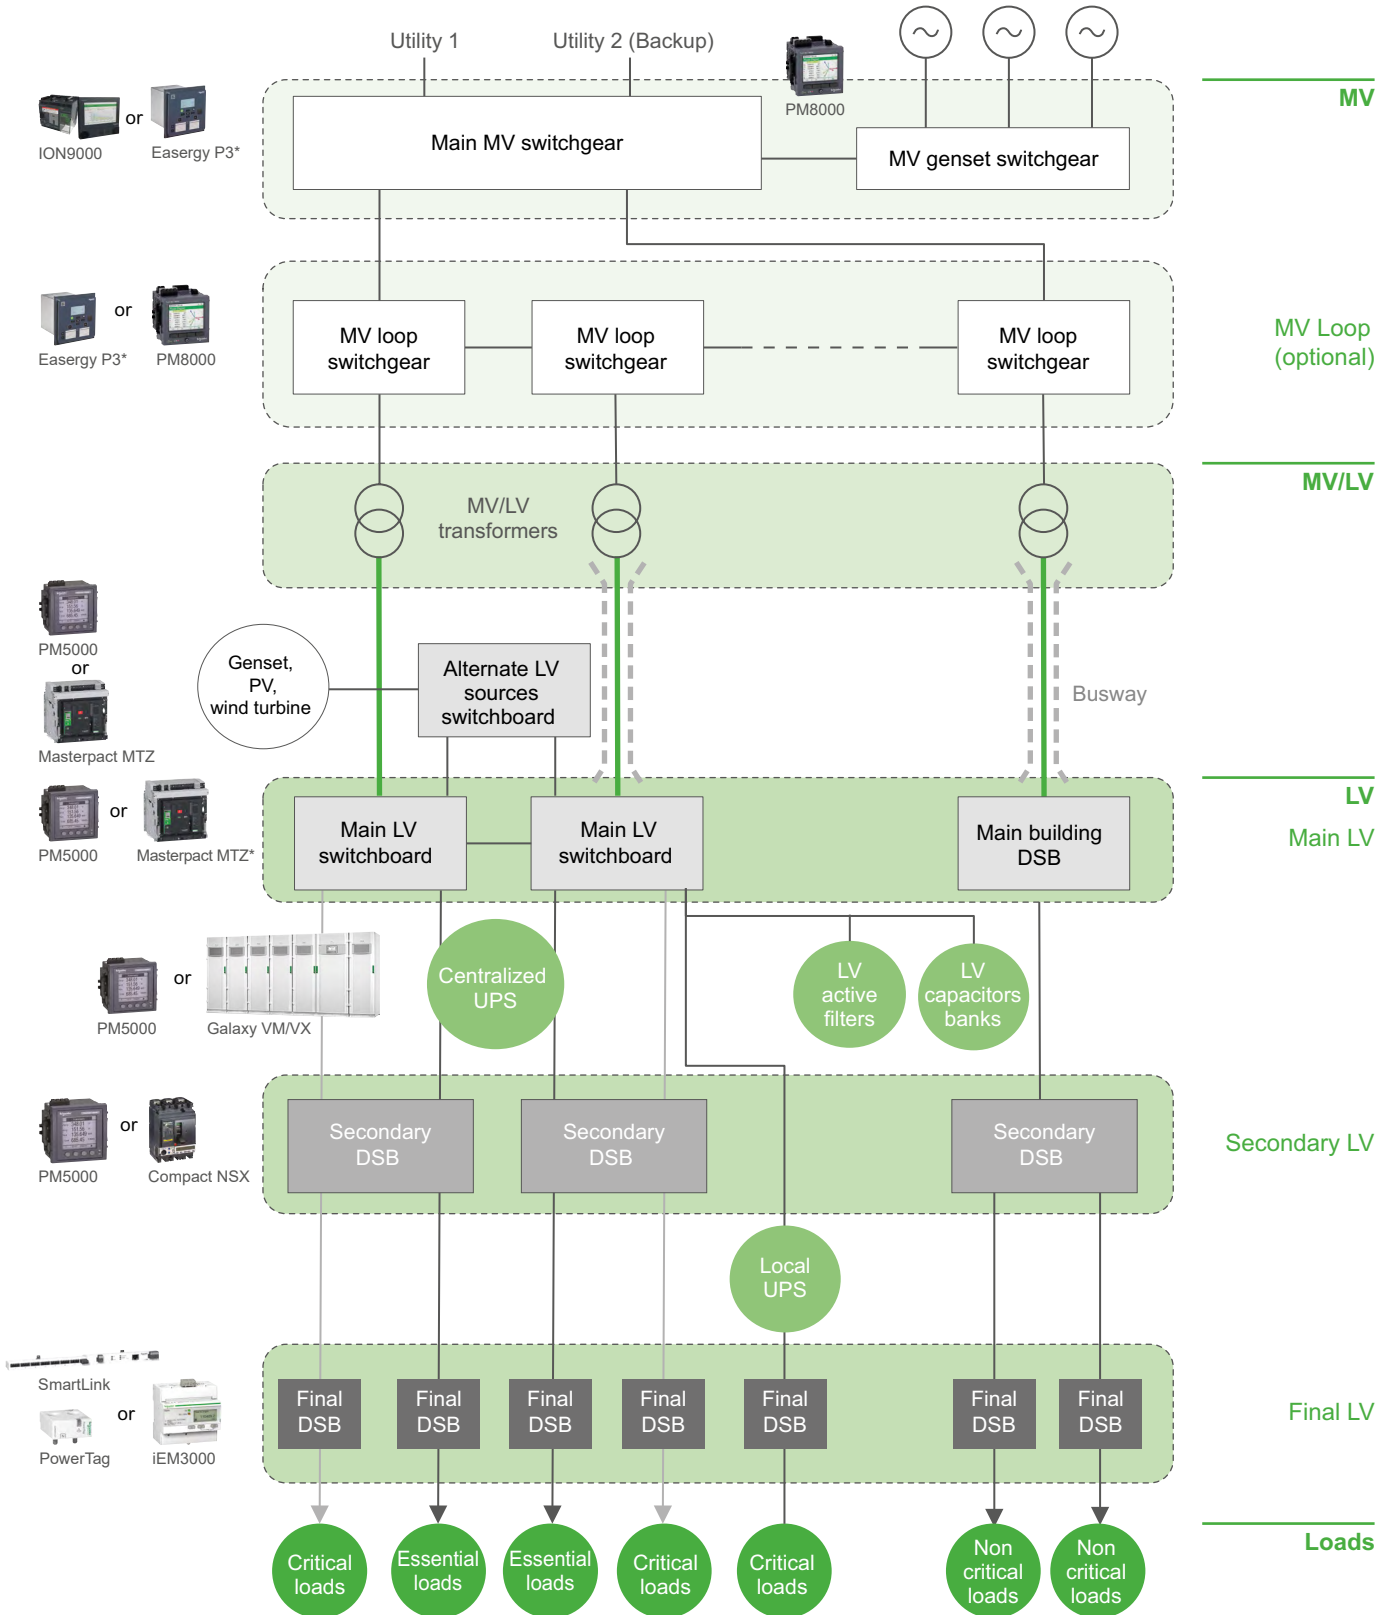 Utility 1
Utility 2 (Backup)
PM8000
MV
ION9000
or
Easergy P3*
Main MV switchgear
MV genset switchgear
Easergy P3*
or
PM8000
MV loop
switchgear
MV loop
switchgear
MV loop
switchgear
MV Loop
(optional)
MV/LV
transformers
MV/LV
PM5000
or
Masterpact MTZ
Genset,
PV,
wind turbine
Alternate LV
sources
switchboard
Busway
PM5000
or
Masterpact MTZ*
Main LV
switchboard
Main LV
switchboard
Main building
DSB
LV
Main LV
PM5000
or
Galaxy VM/VX
Centralized
UPS
LV
active
filters
LV
capacitors
banks
PM5000
or
Compact NSX
Secondary
DSB
Secondary
DSB
Secondary
DSB
Secondary LV
Local
UPS
SmartLink
PowerTag
or
iEM3000
Final
DSB
Final
DSB
Final
DSB
Final
DSB
Final
DSB
Final
DSB
Final
DSB
Final LV
Critical
loads
Essential
loads
Essential
loads
Critical
loads
Critical
loads
Non
critical
loads
Non
critical
loads
Loads